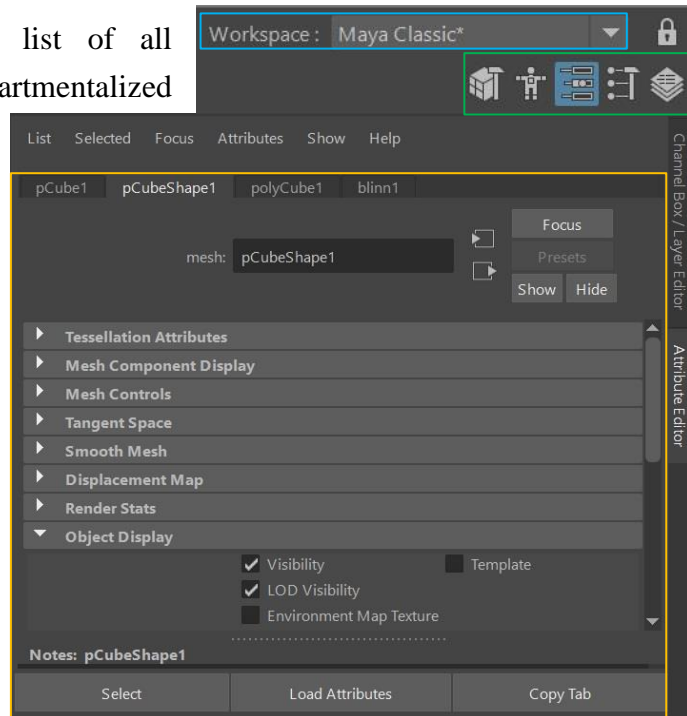 list of all
artmentalized
Workspace : Maya Classic*
List Selected Focus Attributes Show Help
pCube1 pCubeShape1 polyCube1 blinn1
mesh: pCubeShape1
Focus
Presets
Show Hide
Tessellation Attributes
Mesh Component Display
Mesh Controls
Tangent Space
Smooth Mesh
Displacement Map
Render Stats
Object Display
Visibility Template
LOD Visibility
Environment Map Texture
Notes: pCubeShape1
Select Load Attributes Copy Tab
Channel Box / Layer Editor
Attribute Editor